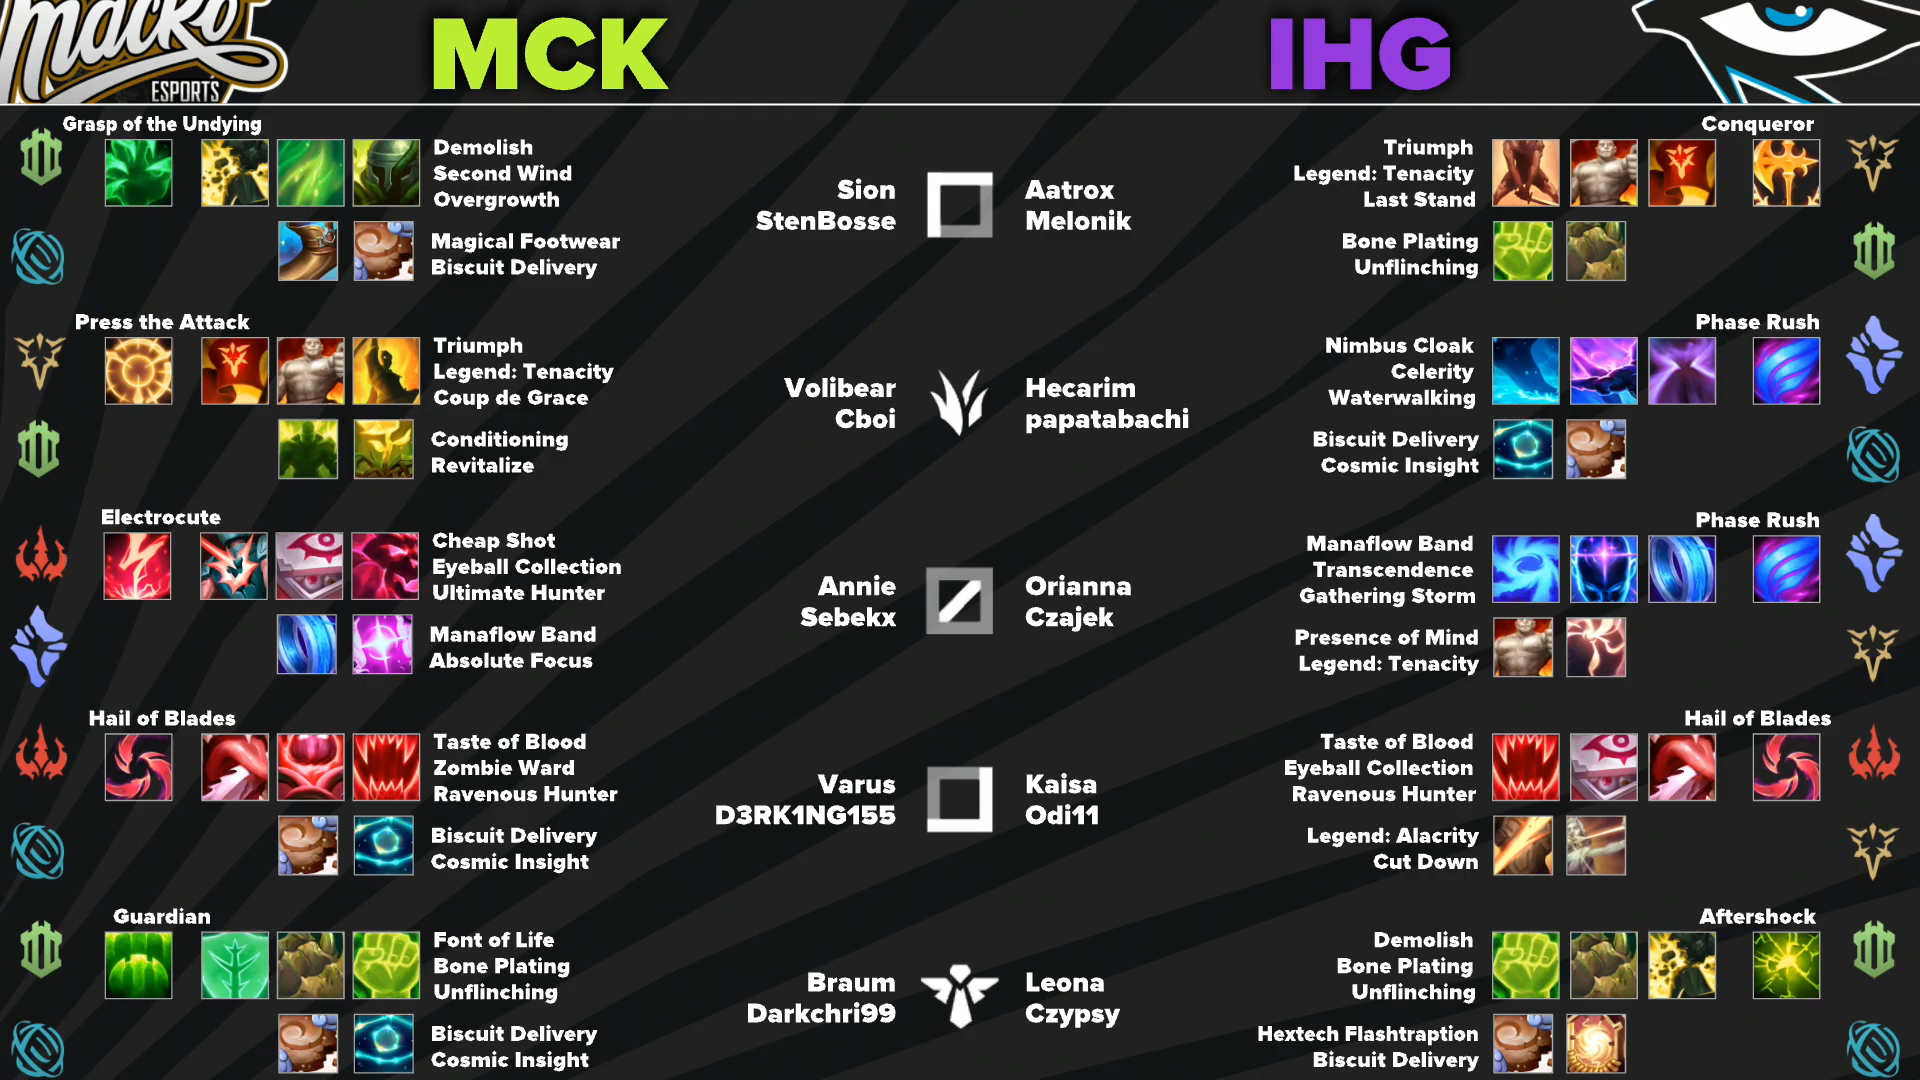 macko
ESPORTS
MCK
IHG
Grasp of the Undying
Demolish
Second Wind
Overgrowth
Magical Footwear
Biscuit Delivery
Sion
StenBosse
Aatrox
Melonik
Conqueror
Triumph
Legend: Tenacity
Last Stand
Bone Plating
Unflinching
Press the Attack
Triumph
Legend: Tenacity
Coup de Grace
Conditioning
Revitalize
Volibear
Cboi
Hecarim
papatabachi
Phase Rush
Nimbus Cloak
Celerity
Waterwalking
Biscuit Delivery
Cosmic Insight
Electrocute
Cheap Shot
Eyeball Collection
Ultimate Hunter
Manaflow Band
Absolute Focus
Annie
Sebekx
Orianna
Czajek
Phase Rush
Manaflow Band
Transcendence
Gathering Storm
Presence of Mind
Legend: Tenacity
Hail of Blades
Taste of Blood
Zombie Ward
Ravenous Hunter
Biscuit Delivery
Cosmic Insight
Varus
D3RK1NG155
Kaisa
Odi11
Hail of Blades
Taste of Blood
Eyeball Collection
Ravenous Hunter
Legend: Alacrity
Cut Down
Guardian
Font of Life
Bone Plating
Unflinching
Biscuit Delivery
Cosmic Insight
Braum
Darkchri99
Leona
Czypsy
Aftershock
Demolish
Bone Plating
Unflinching
Hextech Flashtraption
Biscuit Delivery